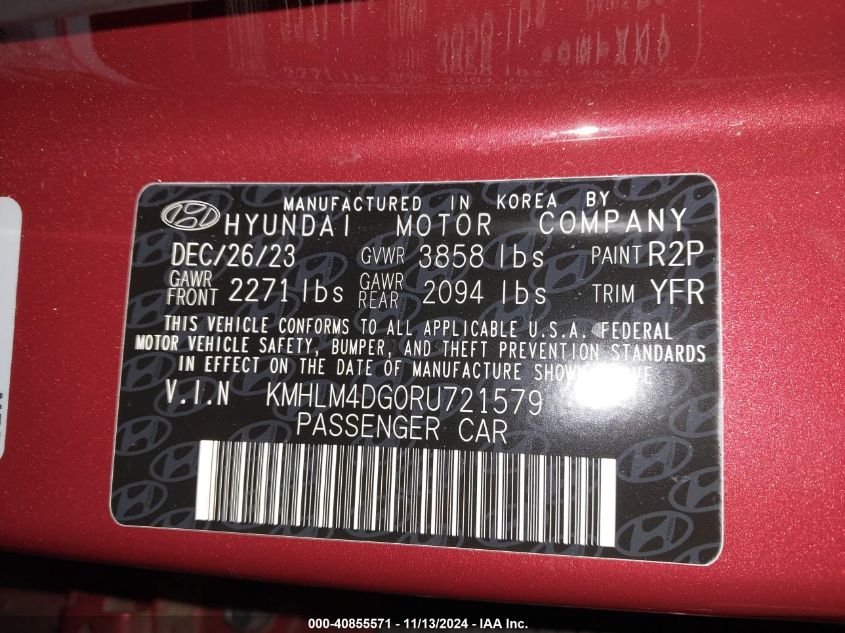 MANUFACTURED IN KOREA BY
HYUNDAI MOTOR COMPANY
DEC/26/23 GVWR 3858 lbs PAINT R2P
GAWR FRONT 2271 lbs GAWR REAR 2094 lbs TRIM YFR
THIS VEHICLE CONFORMS TO ALL APPLICABLE U.S.A. FEDERAL
MOTOR VEHICLE SAFETY, BUMPER, AND THEFT PREVENTION STANDARDS
IN EFFECT ON THE DATE OF MANUFACTURE SHOWN ABOVE
V.I.N KMHLM4DG0RU721579
PASSENGER CAR
000-40855571 - 11/13/2024 - IAA Inc.